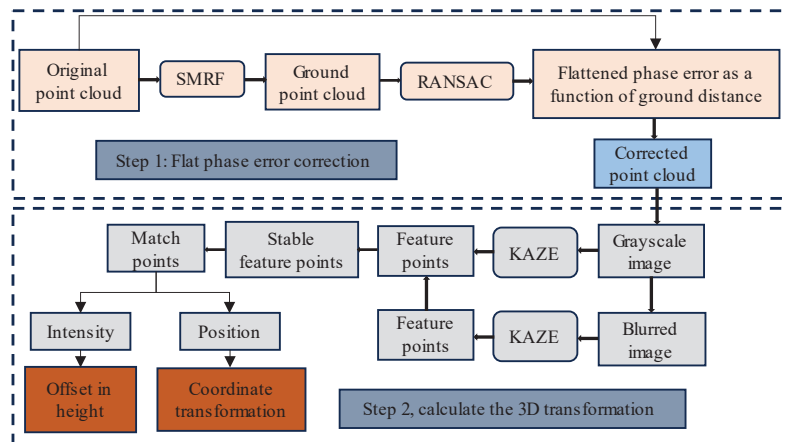 Original
point cloud
SMRF
Ground
point cloud
RANSAC
Flattened phase error as a
function of ground distance
Step 1: Flat phase error correction
Corrected
point cloud
Match
points
Stable
feature points
Feature
points
KAZE
Grayscale
image
Intensity
Position
Feature
points
KAZE
Blurred
image
Offset in
height
Coordinate
transformation
Step 2, calculate the 3D transformation